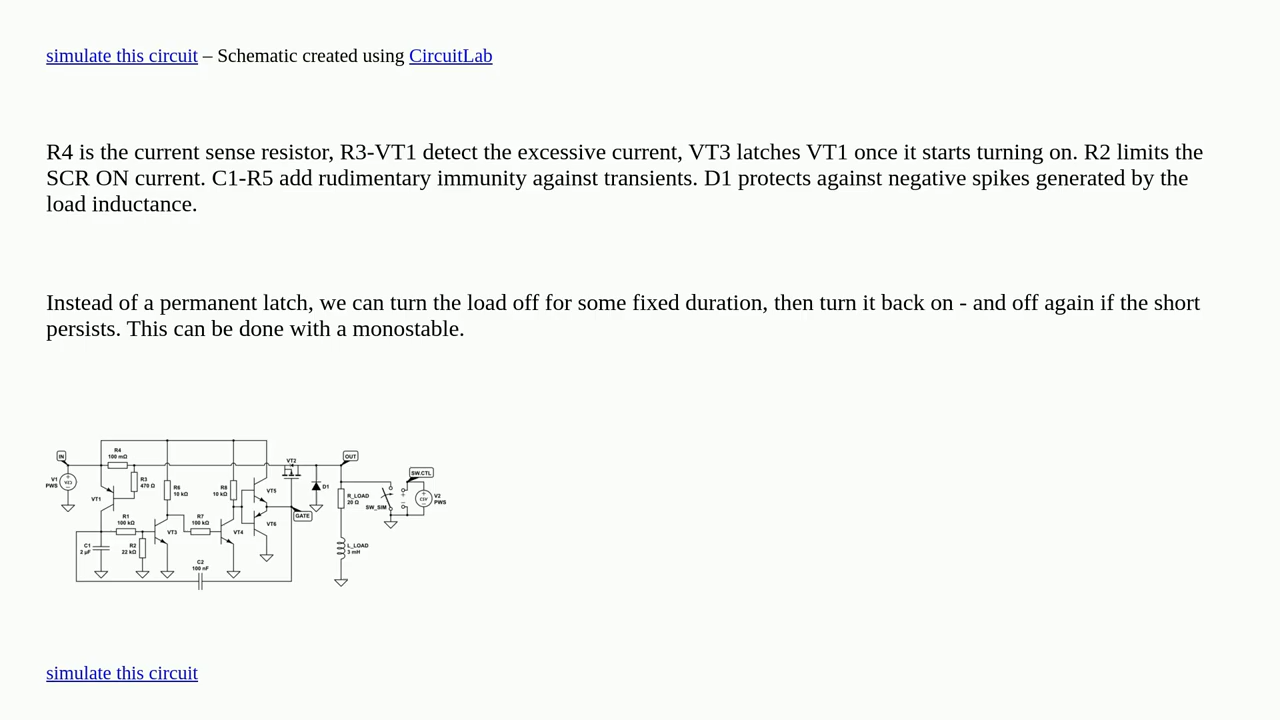 simulate this circuit – Schematic created using CircuitLab
R4 is the current sense resistor, R3-VT1 detect the excessive current, VT3 latches VT1 once it starts turning on. R2 limits the
SCR ON current. C1-R5 add rudimentary immunity against transients. D1 protects against negative spikes generated by the
load inductance.
Instead of a permanent latch, we can turn the load off for some fixed duration, then turn it back on - and off again if the short
persists. This can be done with a monostable.
IN
R4
100 mΩ
VT2
OUT
V1
PWS
R3
470 Ω
VT1
R6
10 kΩ
R8
10 kΩ
VT5
D1
SW.CTL
R_LOAD
20 Ω
SW_SIM
V2
PWS
GATE
R1
100 kΩ
VT3
R7
100 kΩ
VT4
VT6
C1
2 µF
R2
22 kΩ
L_LOAD
3 mH
C2
100 nF
simulate this circuit